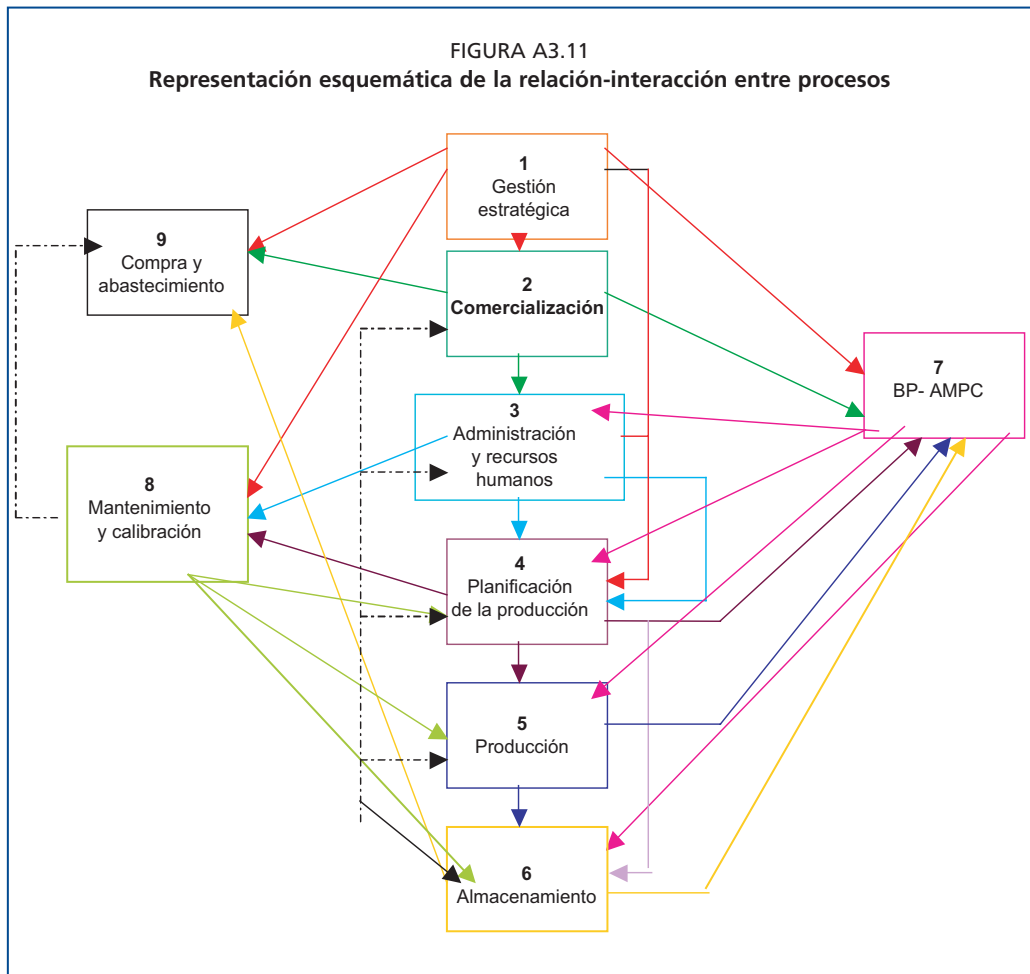 FIGURA A3.11
Representación esquemática de la relación-interacción entre procesos
1
Gestión
estratégica
9
Compra y
abastecimiento
2
Comercialización
7
BP- AMPC
3
Administración
y recursos
humanos
8
Mantenimiento
y calibración
4
Planificación
de la producción
5
Producción
6
Almacenamiento